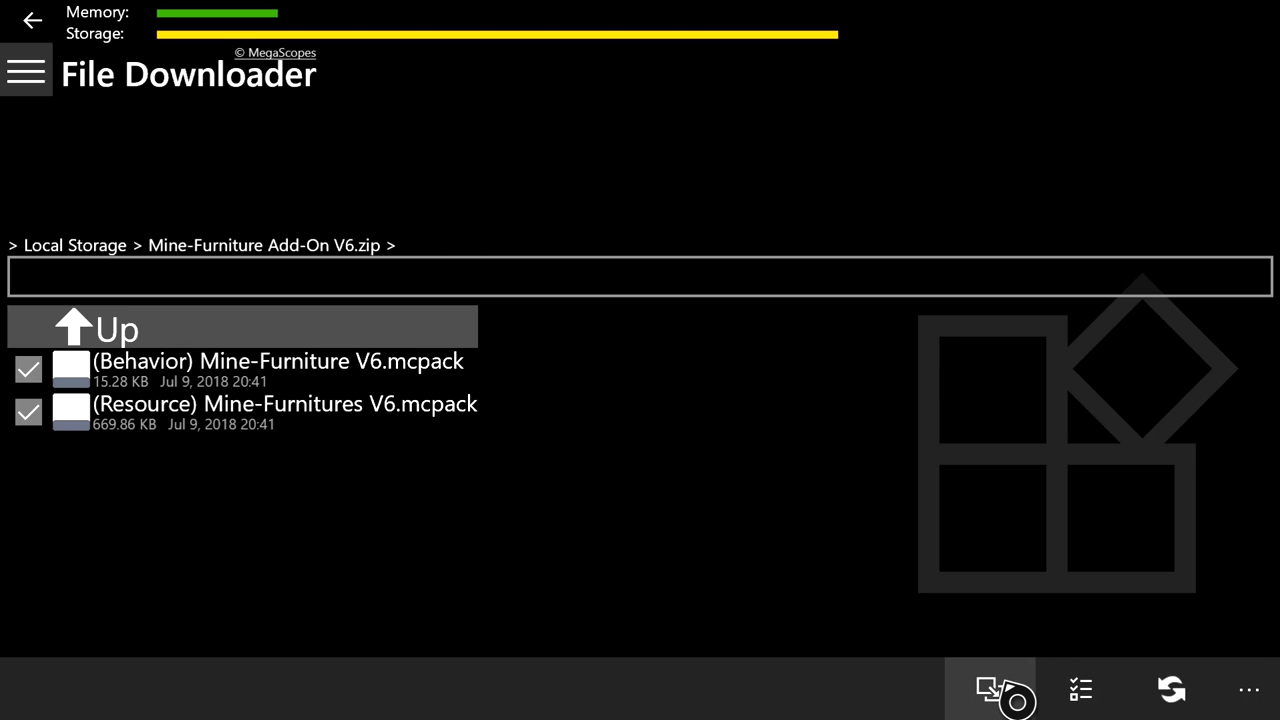 Memory:
Storage:
© MegaScopes
File Downloader
> Local Storage > Mine-Furniture Add-On V6.zip >
Up
(Behavior) Mine-Furniture V6.mcpack
15.28 KB Jul 9, 2018 20:41
(Resource) Mine-Furnitures V6.mcpack
669.86 KB Jul 9, 2018 20:41